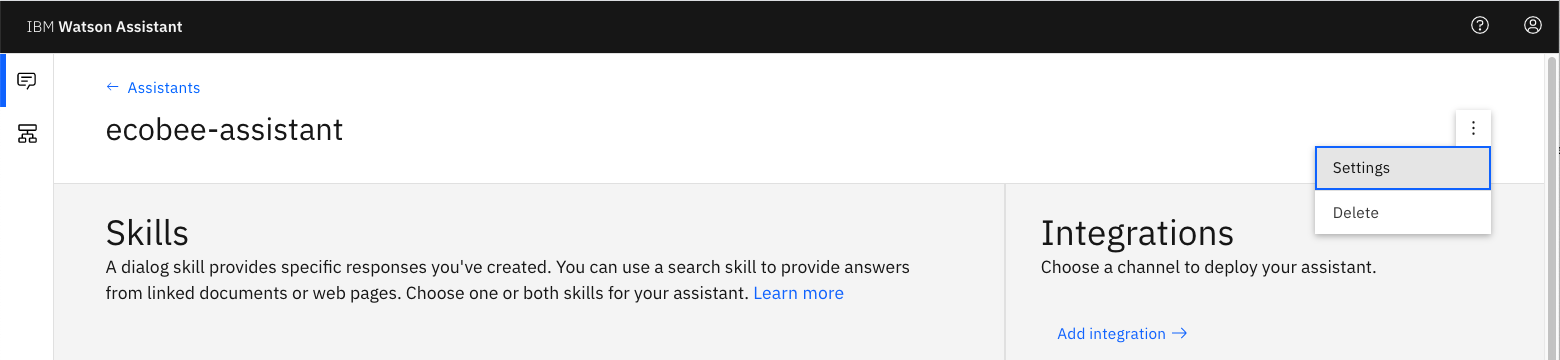 IBM Watson Assistant
← Assistants
ecobee-assistant
Settings
Delete
Skills
A dialog skill provides specific responses you've created. You can use a search skill to provide answers
from linked documents or web pages. Choose one or both skills for your assistant. Learn more
Integrations
Choose a channel to deploy your assistant.
Add integration →